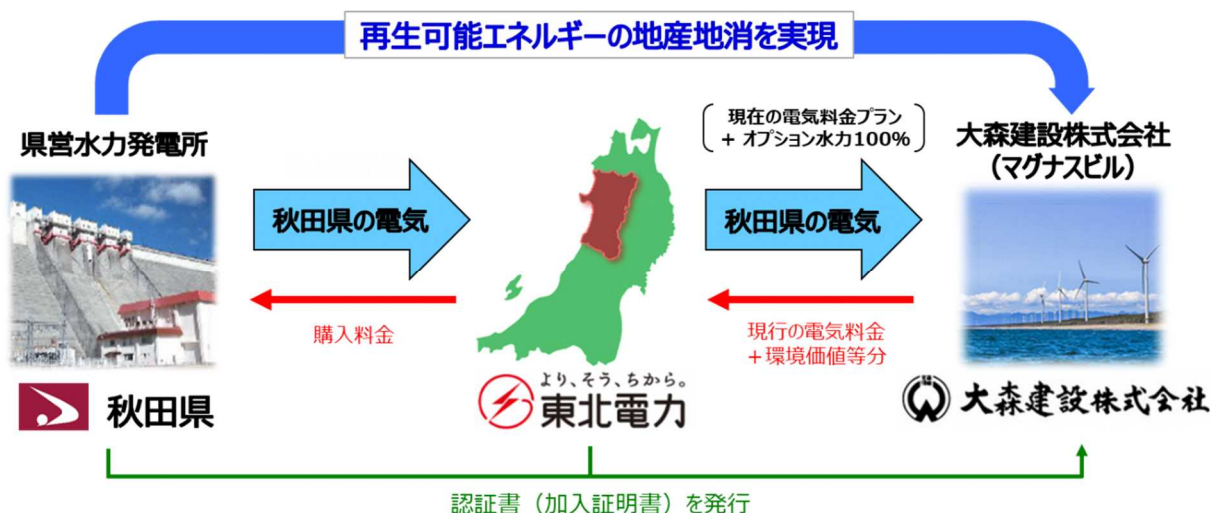 再生可能エネルギーの地産地消を実現
県営水力発電所
現在の電気料金プラン
+ オプション水力100%
大森建設株式会社
(マグナスビル)
秋田県の電気
秋田県の電気
購入料金
現行の電気料金
+環境価値等分
秋田県
より、そう、ちから。
東北電力
大森建設株式会社
認証書（加入証明書）を発行